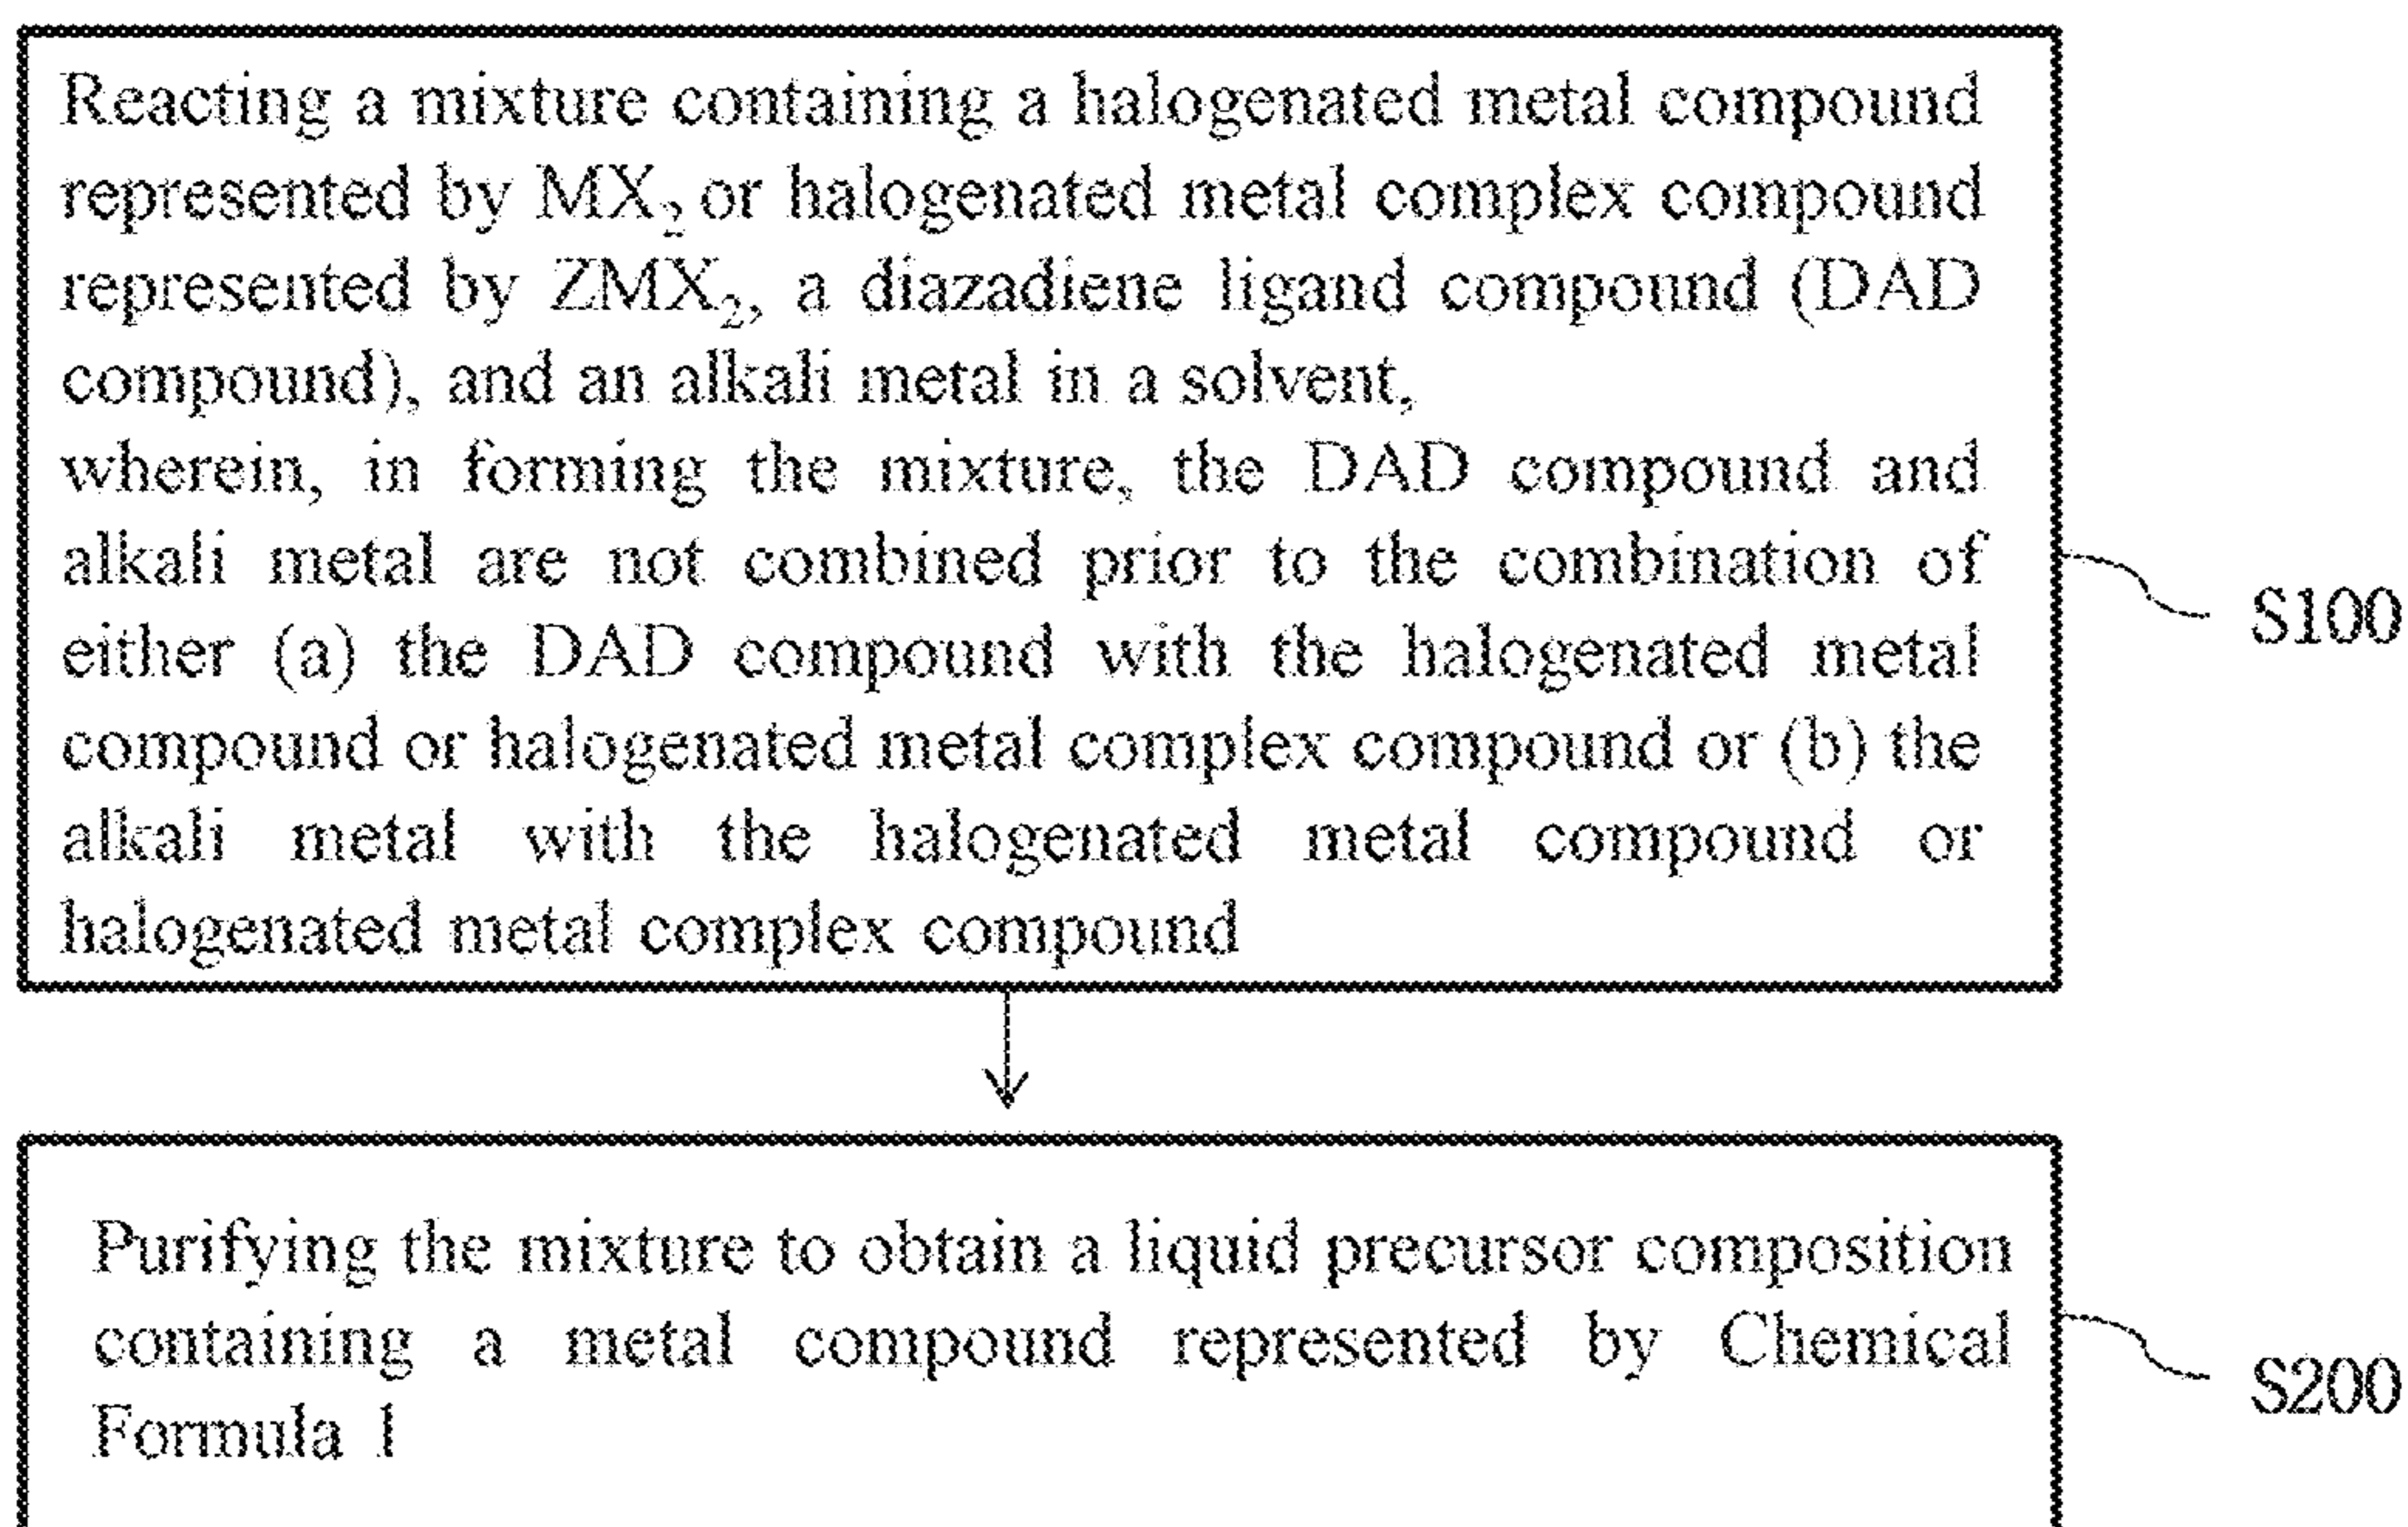 Reacting a mixture containing a halogenated metal compound
represented by MX₂ or halogenated metal complex compound
represented by ZMX₂, a diazadiene ligand compound (DAD
compound), and an alkali metal in a solvent,
wherein, in forming the mixture, the DAD compound and
alkali metal are not combined prior to the combination of
either (a) the DAD compound with the halogenated metal
compound or halogenated metal complex compound or (b) the
alkali metal with the halogenated metal compound or
halogenated metal complex compound
S100
Purifying the mixture to obtain a liquid precursor composition
containing a metal compound represented by Chemical
Formula 1
S200